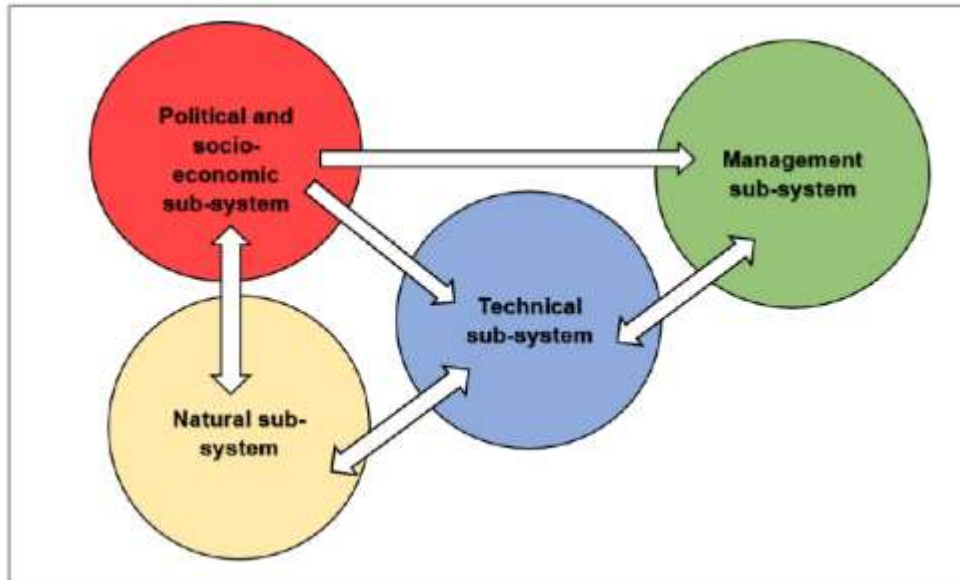 Political and
socio-
economic
sub-system
Management
sub-system
Technical
sub-system
Natural sub-
system